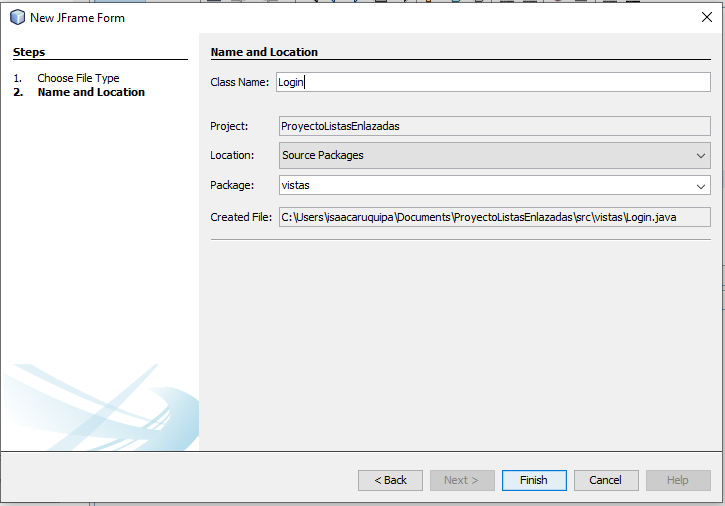 New JFrame Form
Steps
1. Choose File Type
2. Name and Location
Name and Location
Class Name: Login
Project: ProyectoListasEnlazadas
Location: Source Packages
Package: vistas
Created File: C:\Users\isaacaruquipa\Documents\ProyectoListasEnlazadas\src\vistas\Login.java
< Back Next > Finish Cancel Help